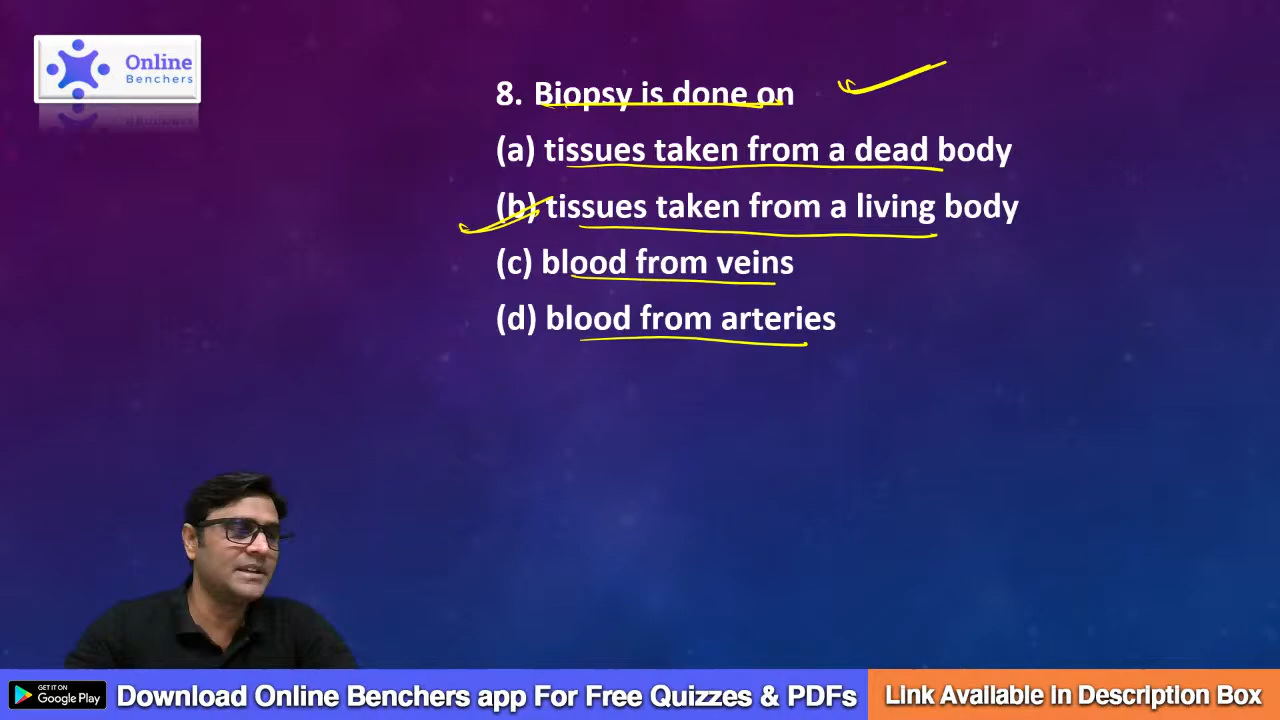 Online
Benchers
8. Biopsy is done on
(a) tissues taken from a dead body
(b) tissues taken from a living body
(c) blood from veins
(d) blood from arteries
GET IT ON
Google Play
Download Online Benchers app For Free Quizzes & PDFs
Link Available In Description Box